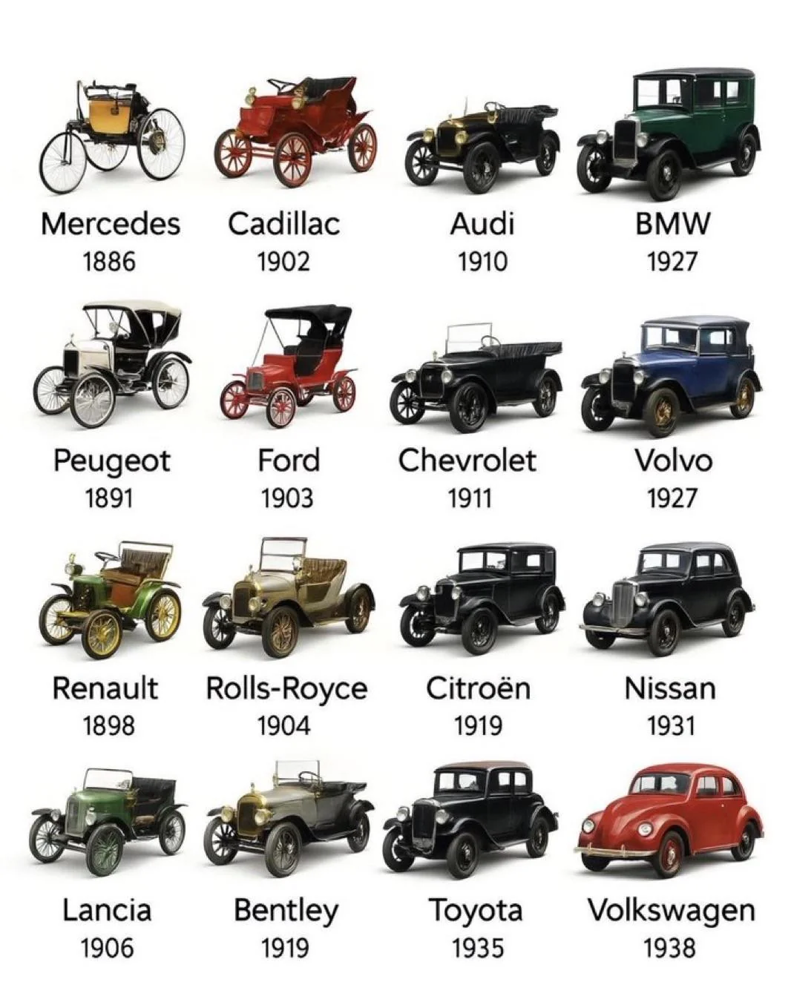 Mercedes
1886
Cadillac
1902
Audi
1910
BMW
1927
Peugeot
1891
Ford
1903
Chevrolet
1911
Volvo
1927
Renault
1898
Rolls-Royce
1904
Citroën
1919
Nissan
1931
Lancia
1906
Bentley
1919
Toyota
1935
Volkswagen
1938